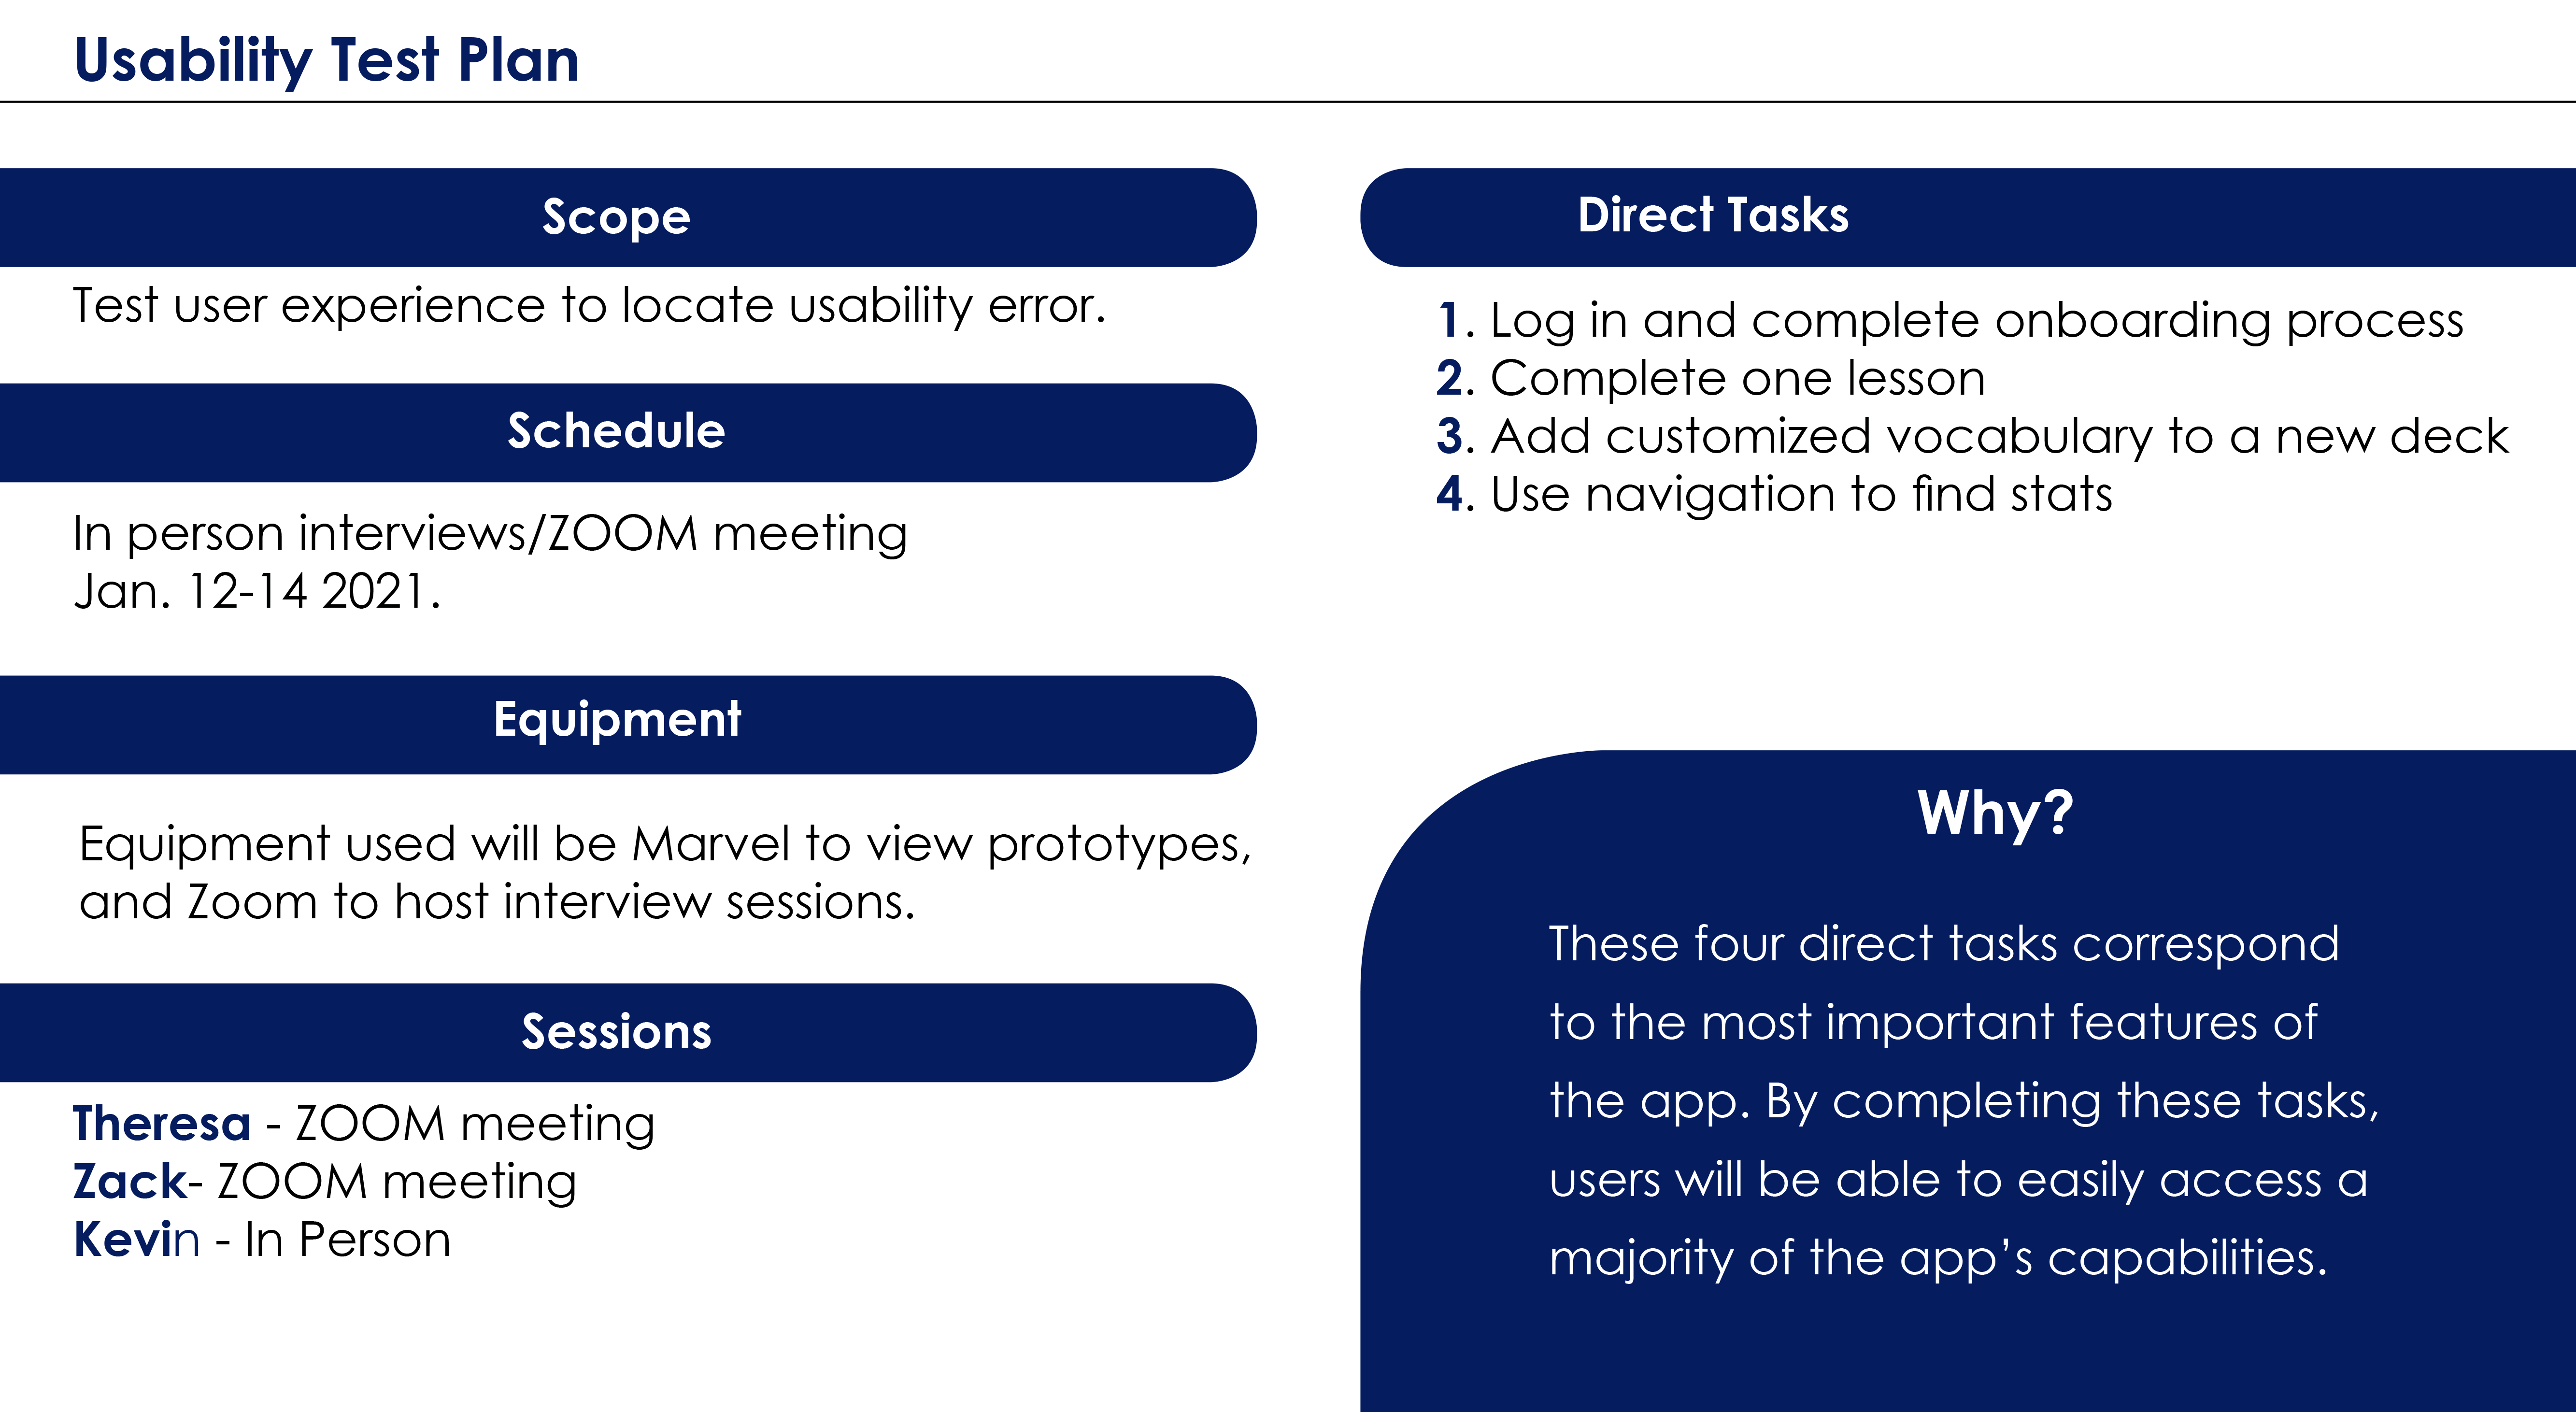 Usability Test Plan
Scope
Test user experience to locate usability error.
Schedule
In person interviews/ZOOM meeting
Jan. 12-14 2021.
Equipment
Equipment used will be Marvel to view prototypes,
and Zoom to host interview sessions.
Sessions
Theresa - ZOOM meeting
Zack- ZOOM meeting
Kevin - In Person
Direct Tasks
1. Log in and complete onboarding process
2. Complete one lesson
3. Add customized vocabulary to a new deck
4. Use navigation to find stats
Why?
These four direct tasks correspond
to the most important features of
the app. By completing these tasks,
users will be able to easily access a
majority of the app’s capabilities.